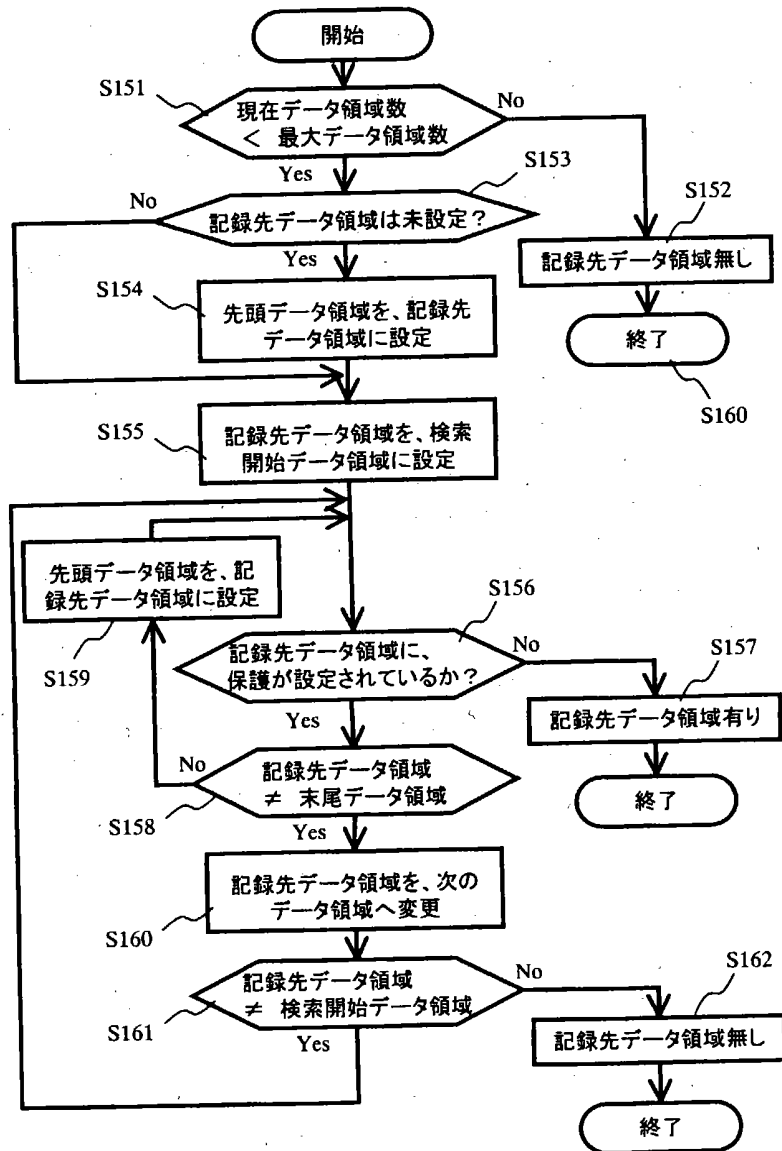 開始
S151
現在データ領域数
< 最大データ領域数
No
Yes
S153
No
記録先データ領域は未設定?
S152
記録先データ領域無し
Yes
S154
先頭データ領域を、記録先
データ領域に設定
終了
S160
S155
記録先データ領域を、検索
開始データ領域に設定
先頭データ領域を、記
録先データ領域に設定
S159
S156
記録先データ領域に、
保護が設定されているか?
No
S157
記録先データ領域有り
Yes
No
記録先データ領域
≠ 末尾データ領域
S158
終了
Yes
記録先データ領域を、次の
データ領域へ変更
S160
記録先データ領域
≠ 検索開始データ領域
No
S162
S161
Yes
記録先データ領域無し
終了